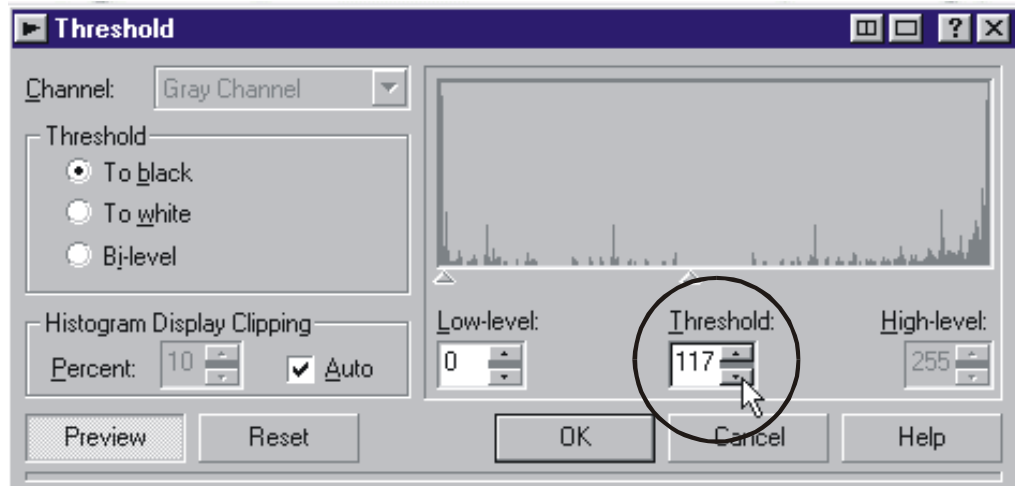 Threshold
Channel: Gray Channel
Threshold
To black
To white
Bi-level
Histogram Display Clipping
Percent: 10 Auto
Low-level: Threshold: High-level:
0 117 255
Preview Reset OK Cancel Help